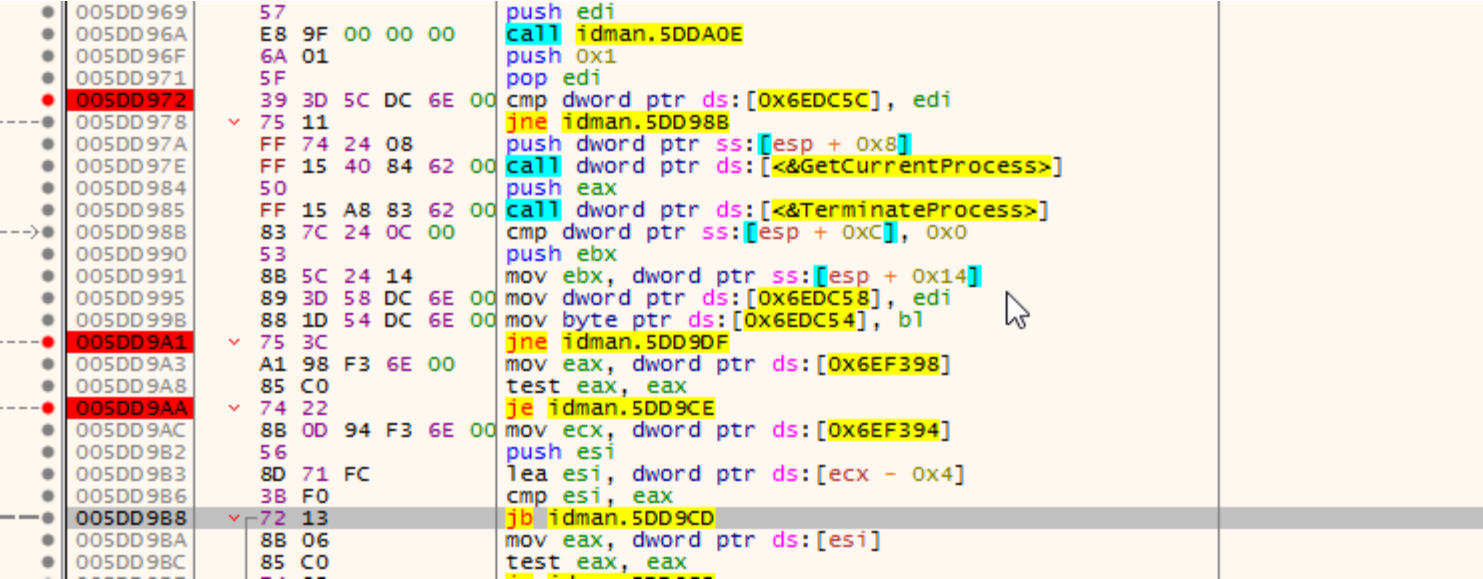 005DD969 57 push edi
005DD96A E8 9F 00 00 00 call idman.5DDA0E
005DD96F 6A 01 push 0x1
005DD971 5F pop edi
005DD972 39 3D 5C DC 6E 00 cmp dword ptr ds:[0x6EDC5C], edi
005DD978 75 11 jne idman.5DD98B
005DD97A FF 74 24 08 push dword ptr ss:[esp + 0x8]
005DD97E FF 15 40 84 62 00 call dword ptr ds:[<&GetCurrentProcess>]
005DD984 50 push eax
005DD985 FF 15 A8 83 62 00 call dword ptr ds:[<&TerminateProcess>]
005DD98B 83 7C 24 0C 00 cmp dword ptr ss:[esp + 0xC], 0x0
005DD990 53 push ebx
005DD991 8B 5C 24 14 mov ebx, dword ptr ss:[esp + 0x14]
005DD995 89 3D 58 DC 6E 00 mov dword ptr ds:[0x6EDC58], edi
005DD99B 88 1D 54 DC 6E 00 mov byte ptr ds:[0x6EDC54], bl
005DD9A1 75 3C jne idman.5DD9DF
005DD9A3 A1 98 F3 6E 00 mov eax, dword ptr ds:[0x6EF398]
005DD9A8 85 C0 test eax, eax
005DD9AA 74 22 je idman.5DD9CE
005DD9AC 8B 0D 94 F3 6E 00 mov ecx, dword ptr ds:[0x6EF394]
005DD9B2 56 push esi
005DD9B3 8D 71 FC lea esi, dword ptr ds:[ecx - 0x4]
005DD9B6 3B F0 cmp esi, eax
005DD9B8 72 13 jb idman.5DD9CD
005DD9BA 8B 06 mov eax, dword ptr ds:[esi]
005DD9BC 85 C0 test eax, eax